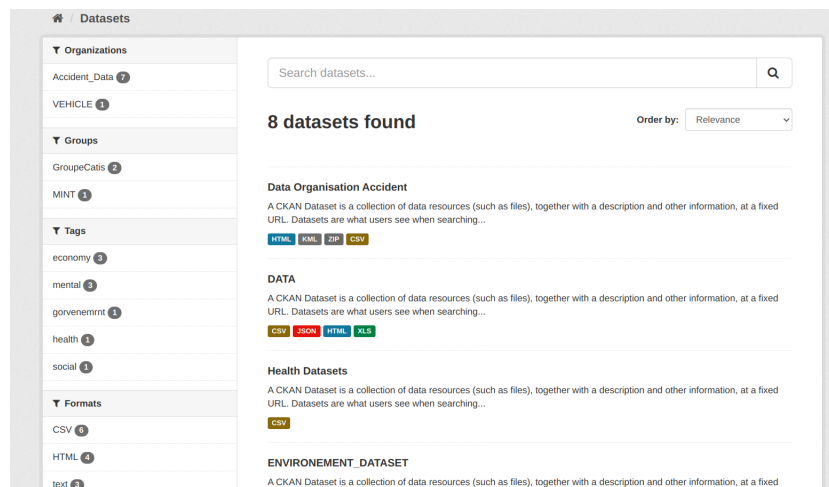 / Datasets
Organizations
Accident_Data 7
VEHICLE 1
Groups
GroupeCatis 2
MINT 1
Tags
economy 3
mental 3
gorvenemrnt 1
health 1
social 1
Formats
CSV 6
HTML 4
text 3
Search datasets...
8 datasets found
Order by: Relevance
Data Organisation Accident
A CKAN Dataset is a collection of data resources (such as files), together with a description and other information, at a fixed
URL. Datasets are what users see when searching...
HTML KML ZIP CSV
DATA
A CKAN Dataset is a collection of data resources (such as files), together with a description and other information, at a fixed
URL. Datasets are what users see when searching...
CSV JSON HTML XLS
Health Datasets
A CKAN Dataset is a collection of data resources (such as files), together with a description and other information, at a fixed
URL. Datasets are what users see when searching...
CSV
ENVIRONEMENT_DATASET
A CKAN Dataset is a collection of data resources (such as files), together with a description and other information, at a fixed